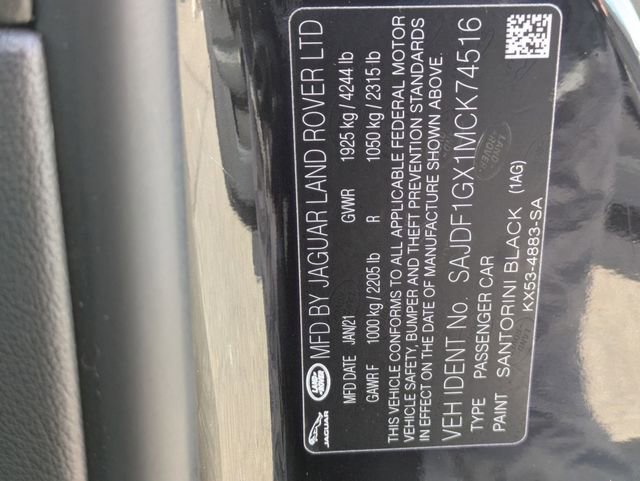 JAGUAR
LAND-
ROVER
MFD BY JAGUAR LAND ROVER LTD
MFD DATE JAN/21 GVWR 1925 kg / 4244 lb
GAWR F 1000 kg / 2205 lb R 1050 kg / 2315 lb
THIS VEHICLE CONFORMS TO ALL APPLICABLE FEDERAL MOTOR
VEHICLE SAFETY, BUMPER AND THEFT PREVENTION STANDARDS
IN EFFECT ON THE DATE OF MANUFACTURE SHOWN ABOVE.
VEH IDENT No. SAJDF1GX1MCK74516
TYPE PASSENGER CAR
PAINT SANTORINI BLACK (1AG)
KX53-4883-SA